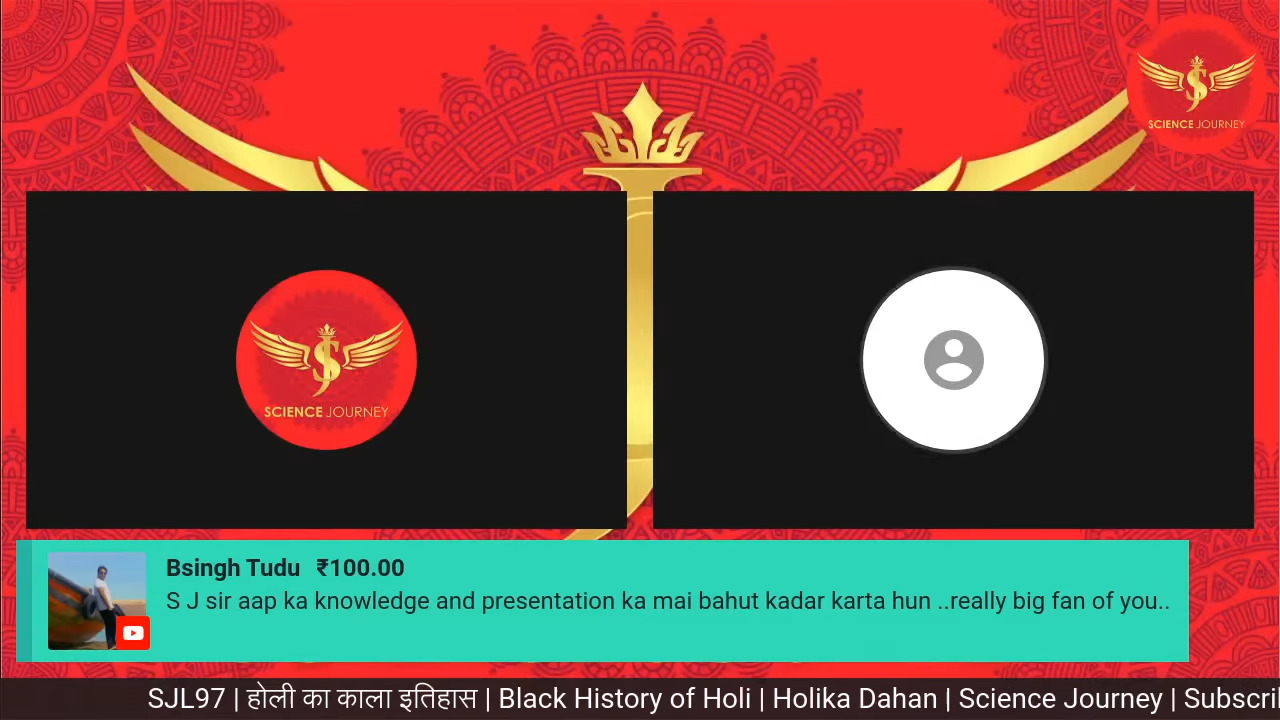 SCIENCE JOURNEY
SCIENCE JOURNEY
Bsingh Tudu ₹100.00
S J sir aap ka knowledge and presentation ka mai bahut kadar karta hun ..really big fan of you..
SJL97 | होली का काला इतिहास | Black History of Holi | Holika Dahan | Science Journey | Subscri